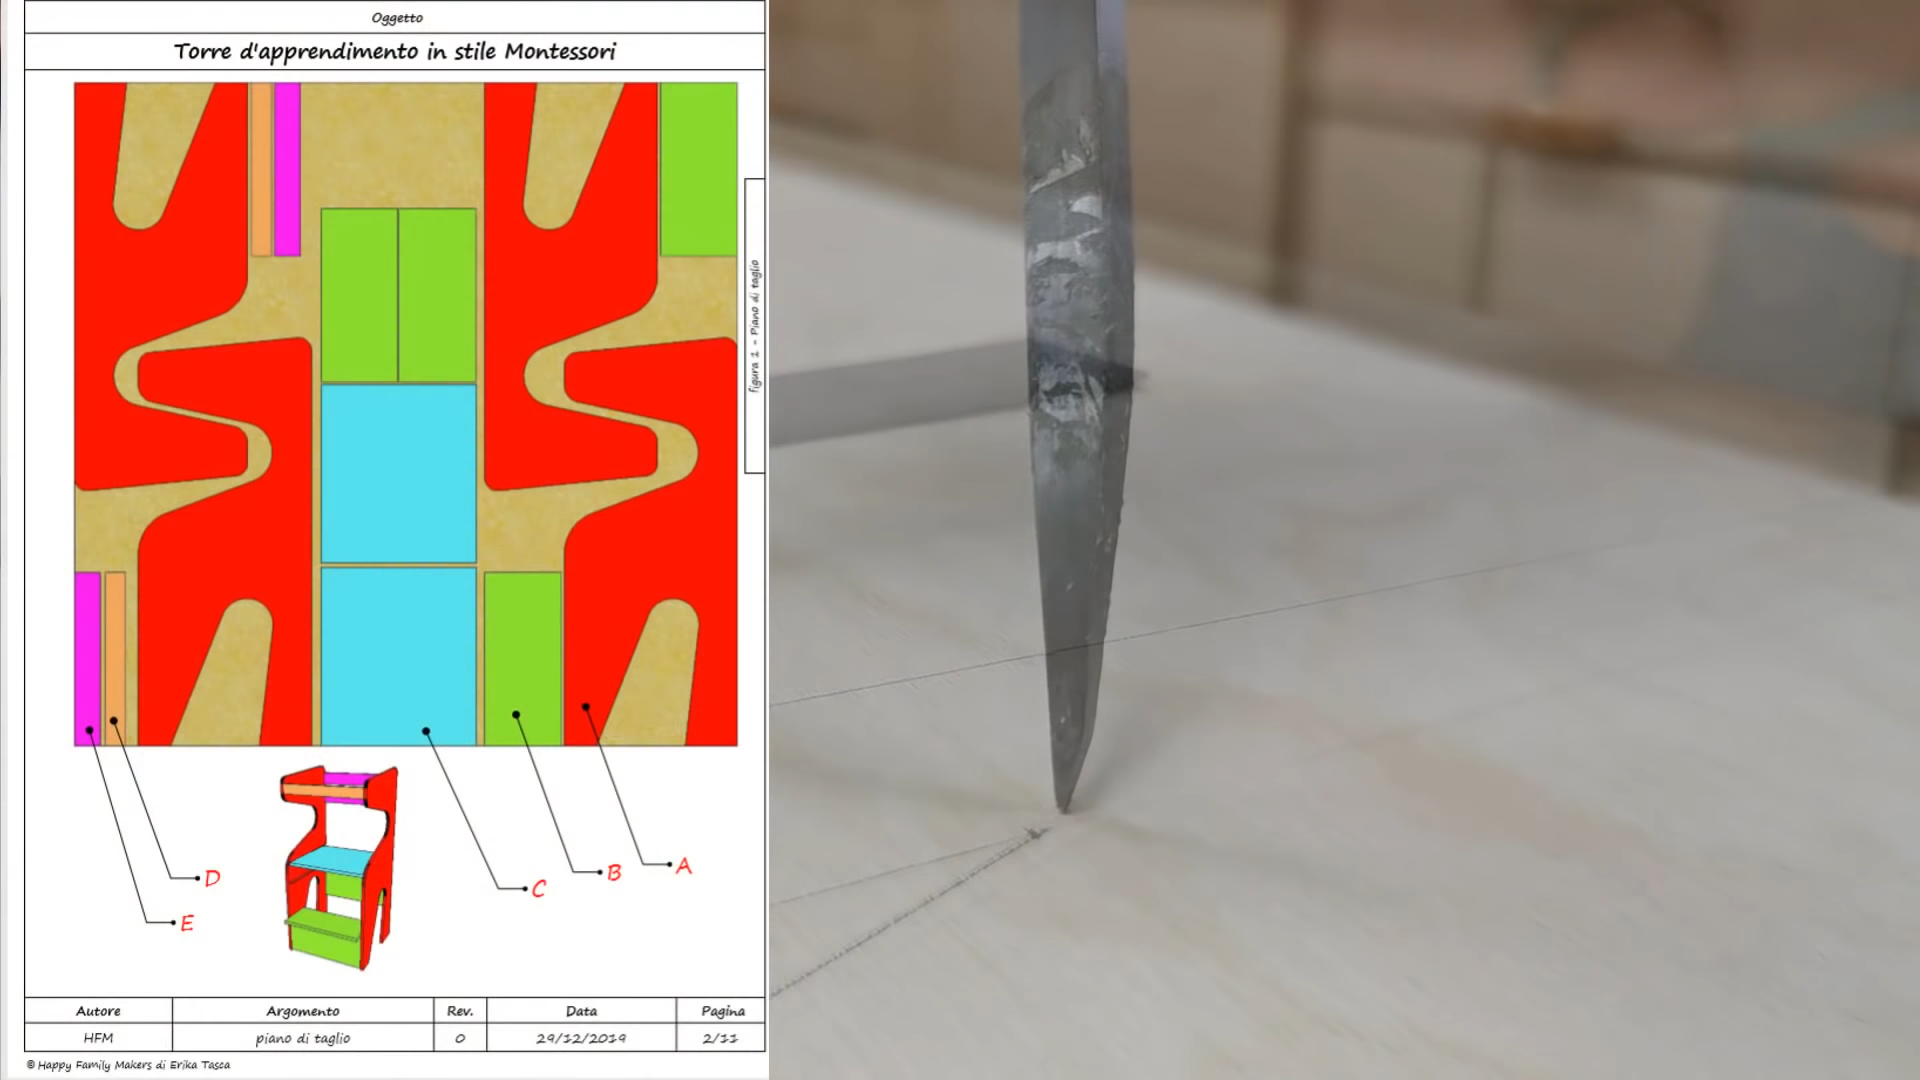 Oggetto
Torre d'apprendimento in stile Montessori
figura 1 - Piano di taglio
A
B
C
D
E
Autore Argomento Rev. Data Pagina
HFM piano di taglio 0 29/12/2019 2/11
© Happy Family Makers di Erika Tasca